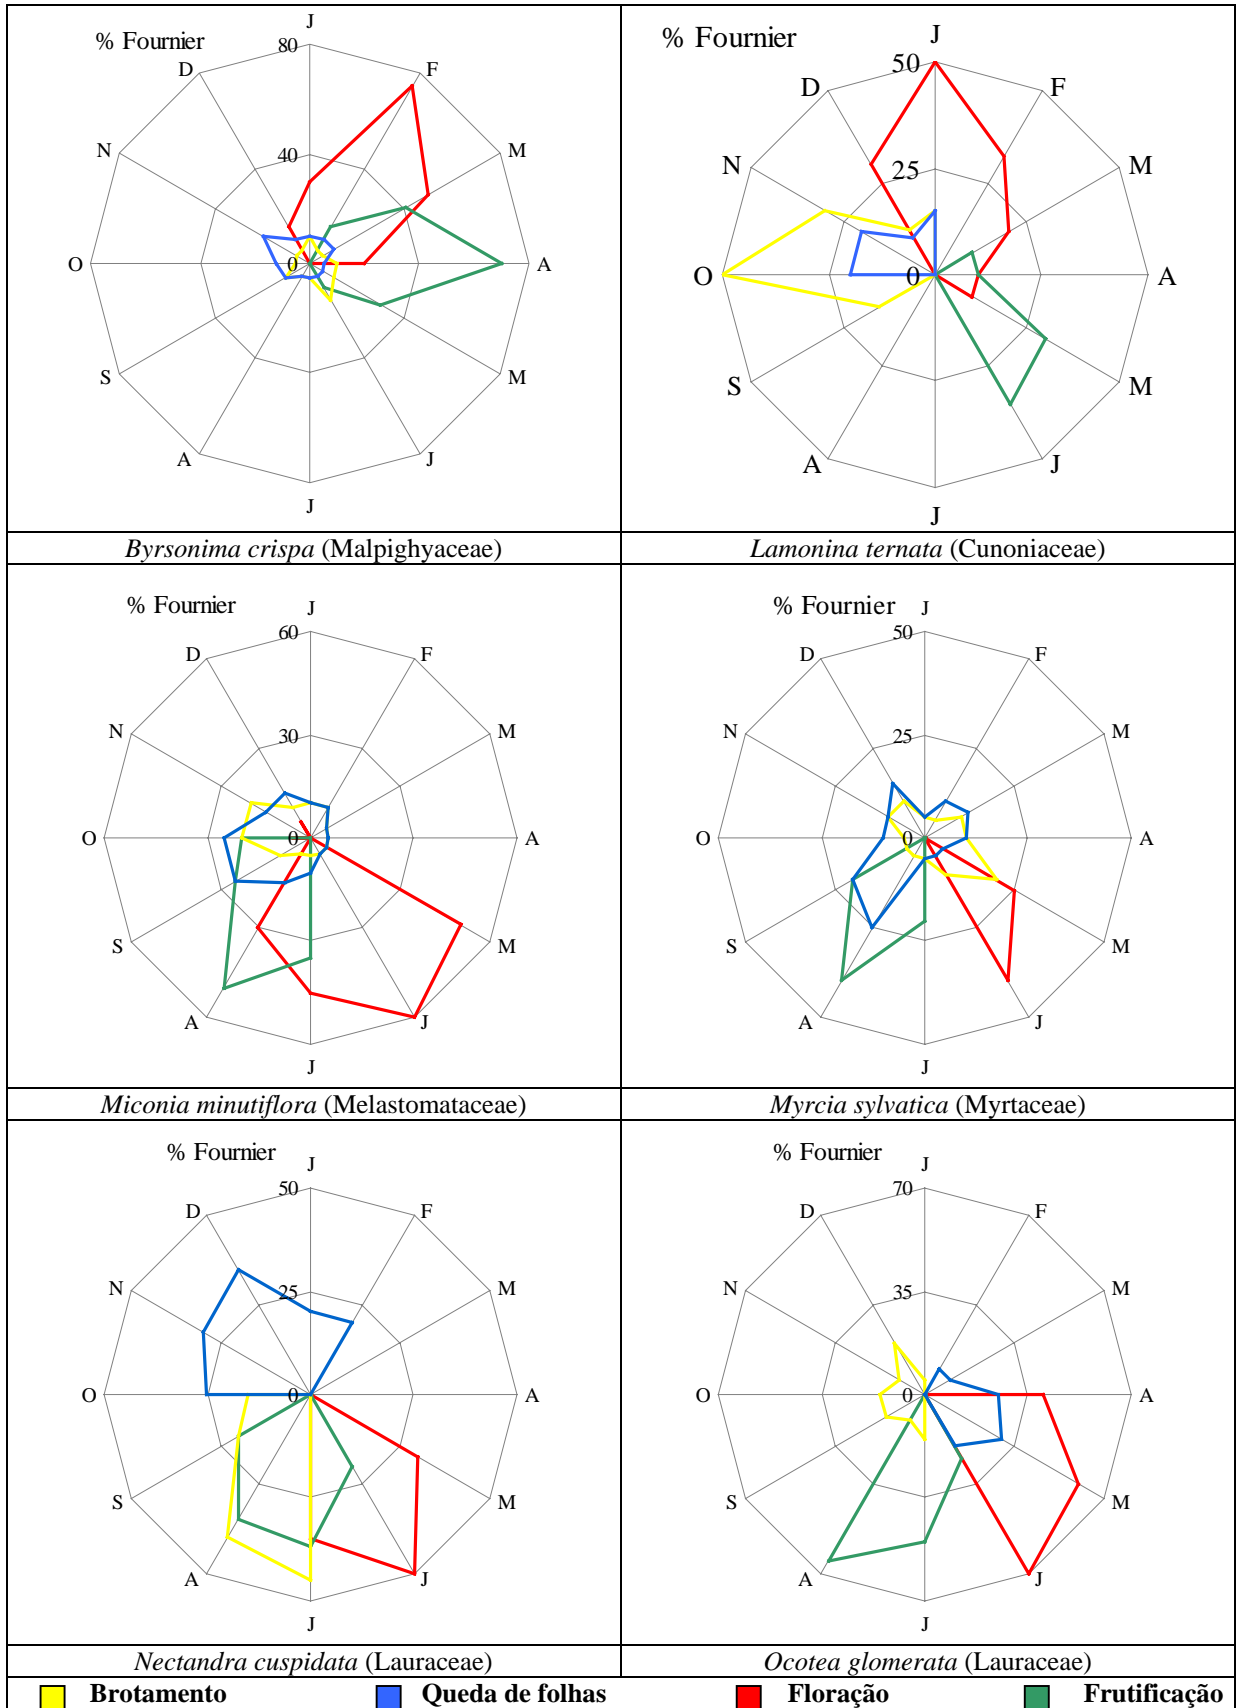 % Fournier
J
F
M
A
M
J
J
A
S
O
N
D
80
40
0
Byrsonima crispa (Malpighyaceae)
% Fournier
J
F
M
A
M
J
J
A
S
O
N
D
50
25
0
Lamonina ternata (Cunoniaceae)
% Fournier
J
F
M
A
M
J
J
A
S
O
N
D
60
30
0
Miconia minutiflora (Melastomataceae)
% Fournier
J
F
M
A
M
J
J
A
S
O
N
D
50
25
0
Myrcia sylvatica (Myrtaceae)
% Fournier
J
F
M
A
M
J
J
A
S
O
N
D
50
25
0
Nectandra cuspidata (Lauraceae)
% Fournier
J
F
M
A
M
J
J
A
S
O
N
D
70
35
0
Ocotea glomerata (Lauraceae)
Brotamento Queda de folhas Floração Frutificação